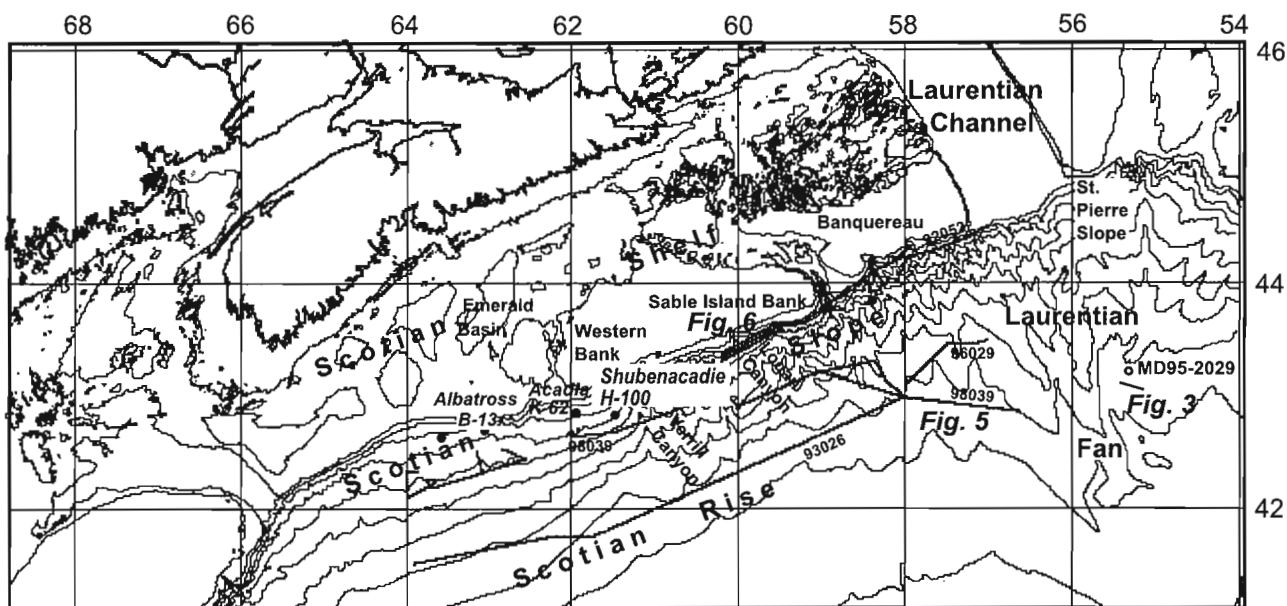 68 66 64 62 60 58 56 54
46
Laurentian
Channel
St.
Pierre
Slope
Banquereau
Shelf
44
Sable Island Bank
Fig. 6
Slope
Laurentian
Emerald
Basin
Scotian
Western
Bank
86029
MD95-2029
Shubenacadie
H-100
Canyon
Acadia
K-62
Albatross
B-13
98039
Fig. 3
Fig. 5
Verrill
Canyon
98039
93026
Fan
Scotian
42
Scotian Rise